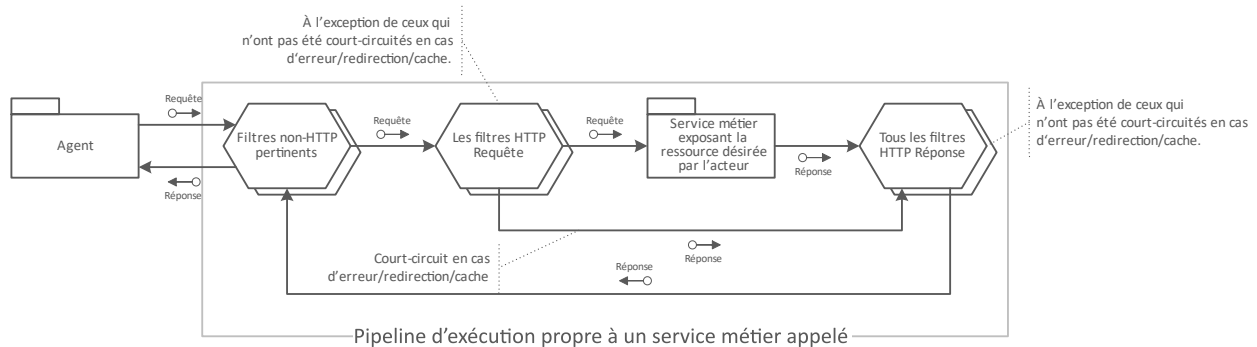 À l’exception de ceux qui
n’ont pas été court-circuités en cas
d‘erreur/redirection/cache.
Agent
Requête
Réponse
Filtres non-HTTP
pertinents
Requête
Les filtres HTTP
Requête
Requête
Service métier
exposant la
ressource désirée
par l’acteur
Réponse
Tous les filtres
HTTP Réponse
À l’exception de ceux qui
n’ont pas été court-circuités en cas
d‘erreur/redirection/cache.
Court-circuit en cas
d‘erreur/redirection/cache
Réponse
Réponse
Pipeline d’exécution propre à un service métier appelé